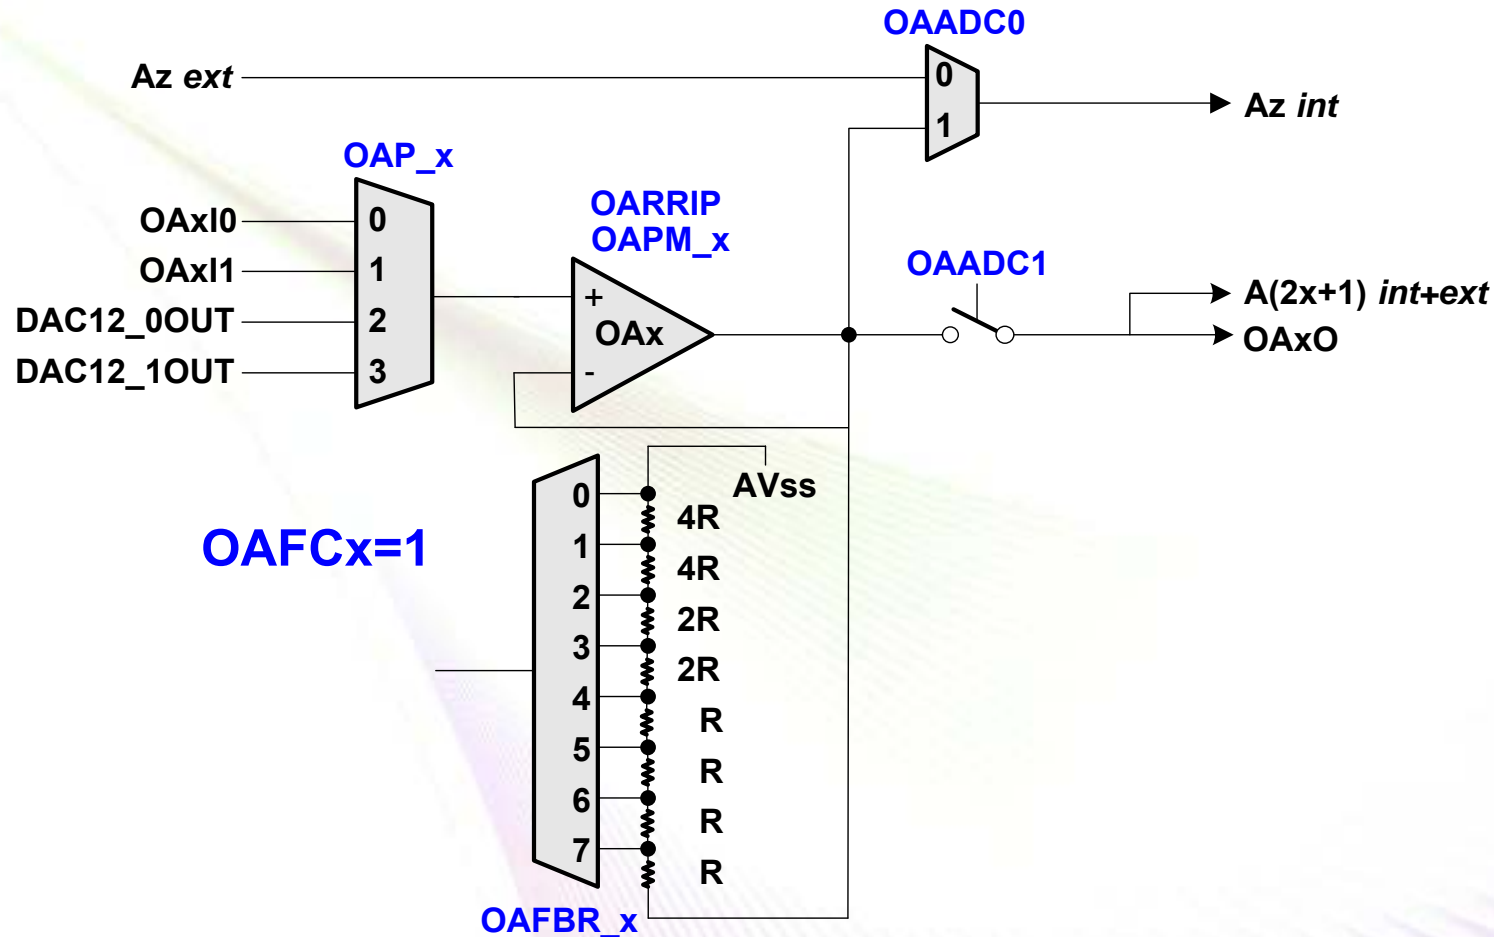 OAADC0
Az ext
0
Az int
1
OAP_x
OARRIP
OAPM_x
OAxI0
0
OAxI1
1
DAC12_0OUT
2
DAC12_1OUT
3
+
OAx
-
OAADC1
A(2x+1) int+ext
OAxO
AVss
0
4R
OAFCx=1
1
4R
2
2R
3
2R
4
R
5
R
6
R
7
R
OAFBR_x